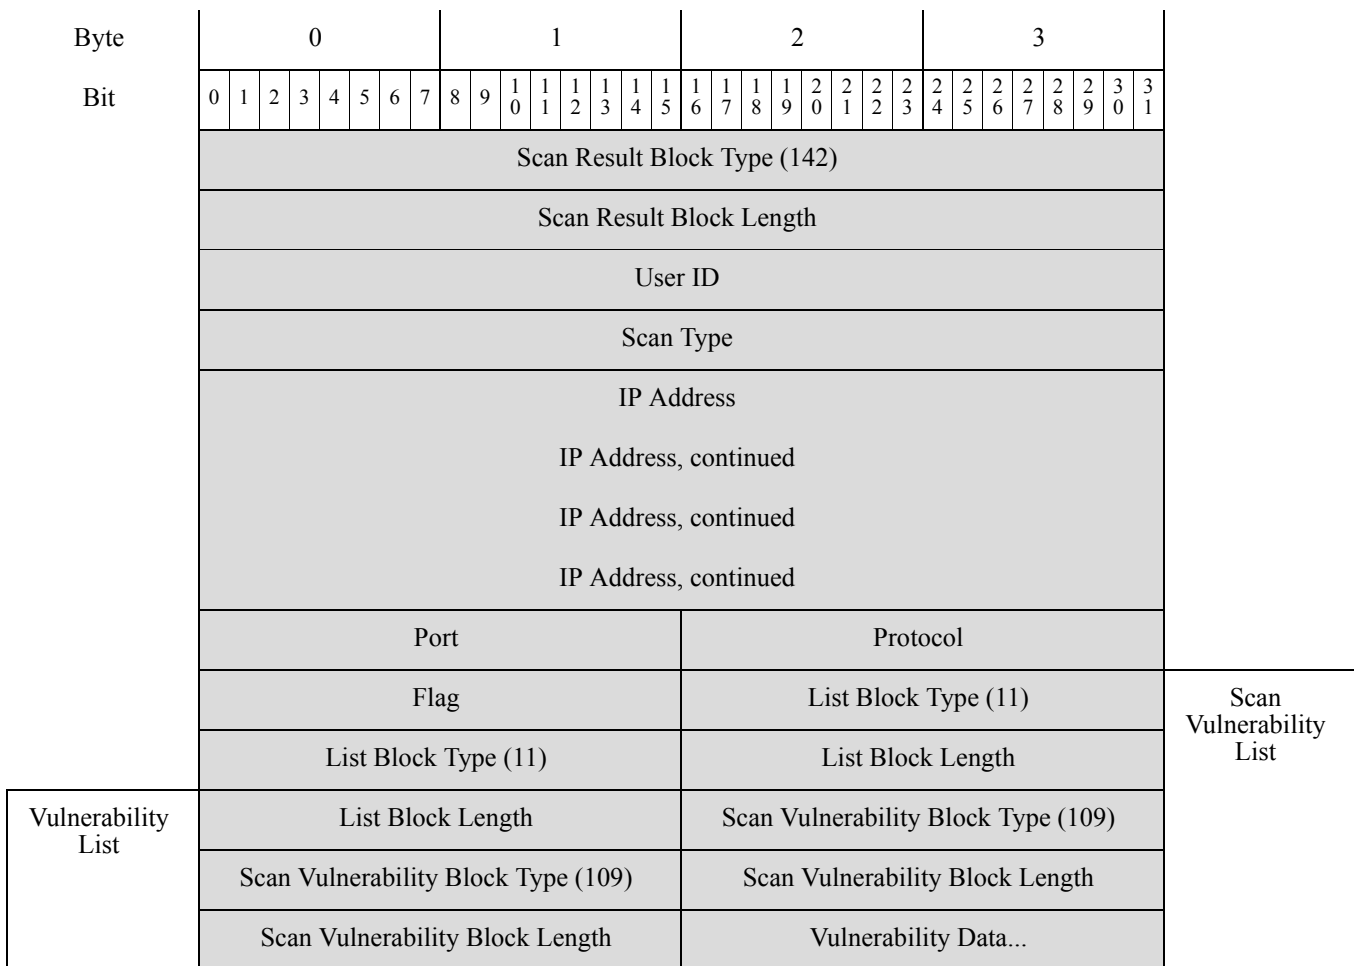 Byte 0 1 2 3
Bit 0 1 2 3 4 5 6 7 8 9 10 11 12 13 14 15 16 17 18 19 20 21 22 23 24 25 26 27 28 29 30 31
Scan Result Block Type (142)
Scan Result Block Length
User ID
Scan Type
IP Address
IP Address, continued
IP Address, continued
IP Address, continued
Port Protocol
Flag List Block Type (11) Scan
Vulnerability
List
List Block Type (11) List Block Length
Vulnerability
List
List Block Length Scan Vulnerability Block Type (109)
Scan Vulnerability Block Type (109) Scan Vulnerability Block Length
Scan Vulnerability Block Length Vulnerability Data...